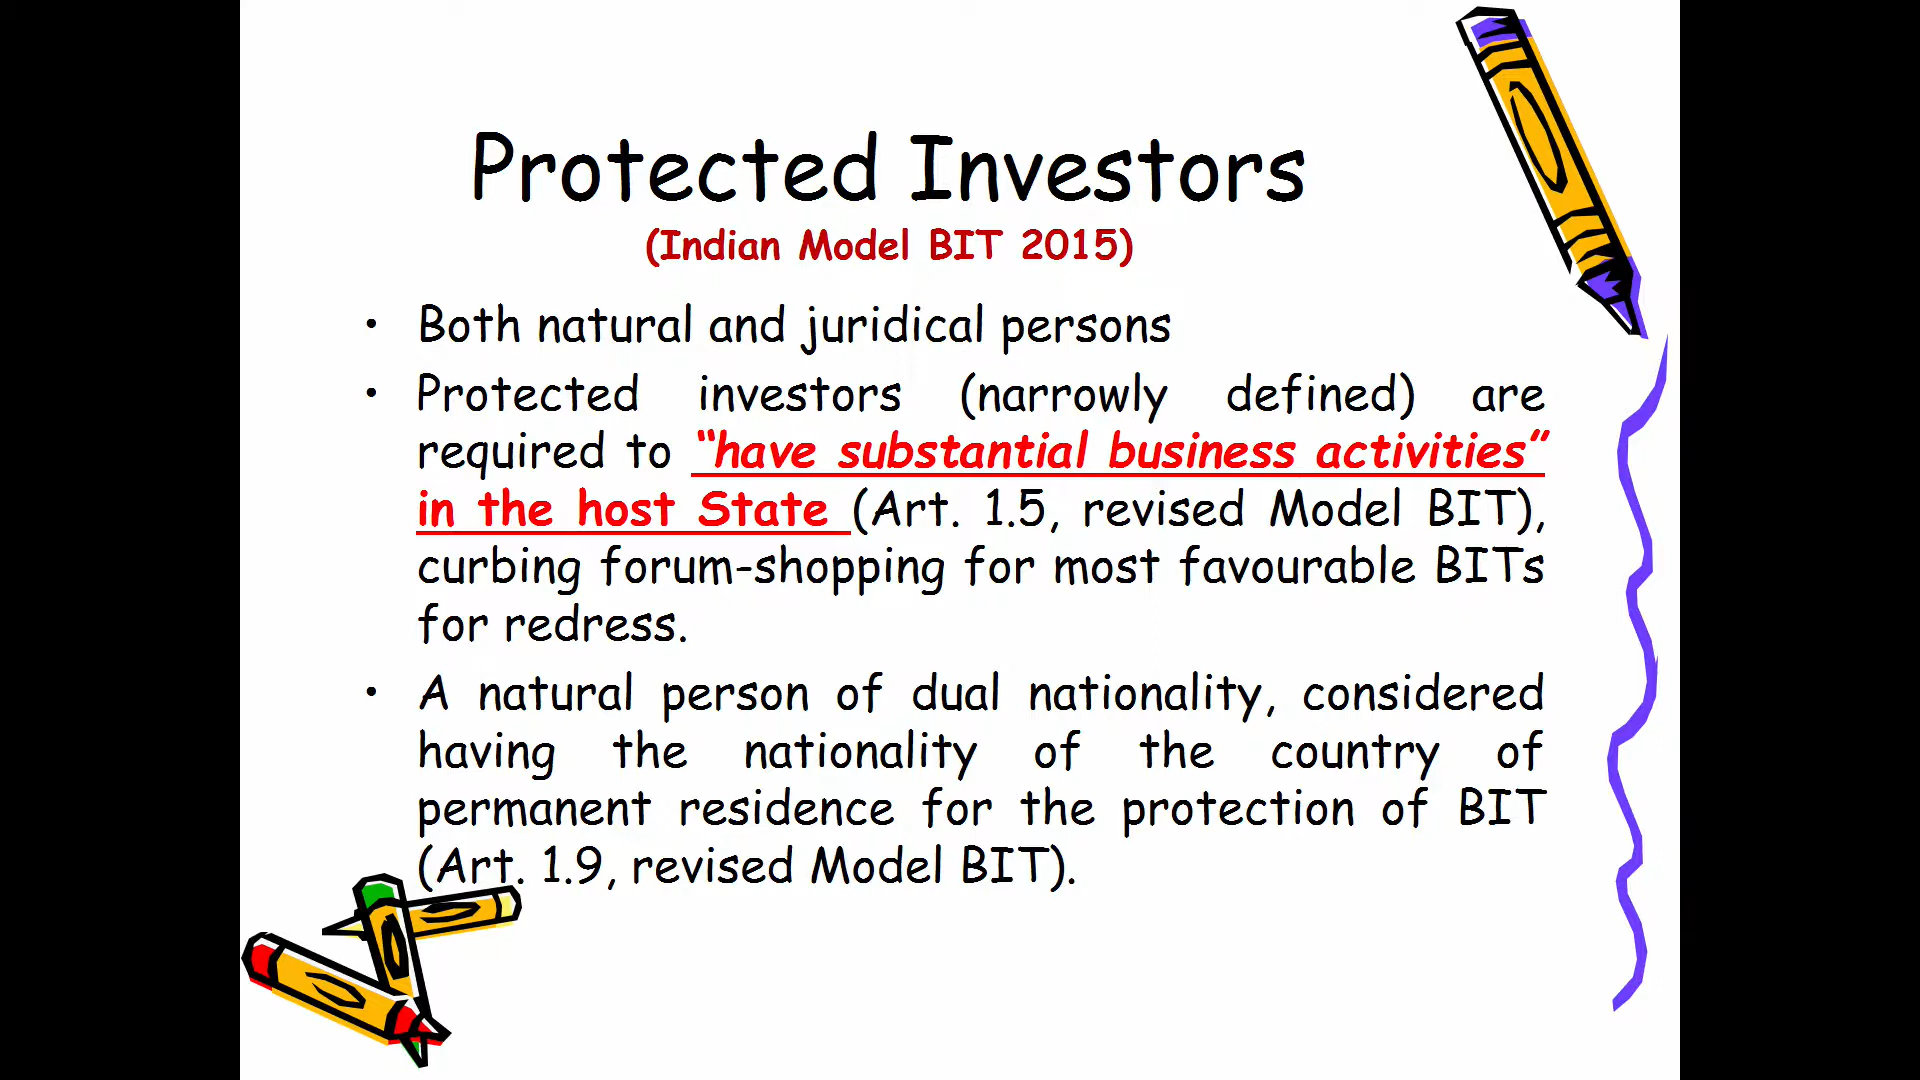 Protected Investors
(Indian Model BIT 2015)
• Both natural and juridical persons
• Protected investors (narrowly defined) are
required to “have substantial business activities”
in the host State (Art. 1.5, revised Model BIT),
curbing forum-shopping for most favourable BITs
for redress.
• A natural person of dual nationality, considered
having the nationality of the country of
permanent residence for the protection of BIT
(Art. 1.9, revised Model BIT).